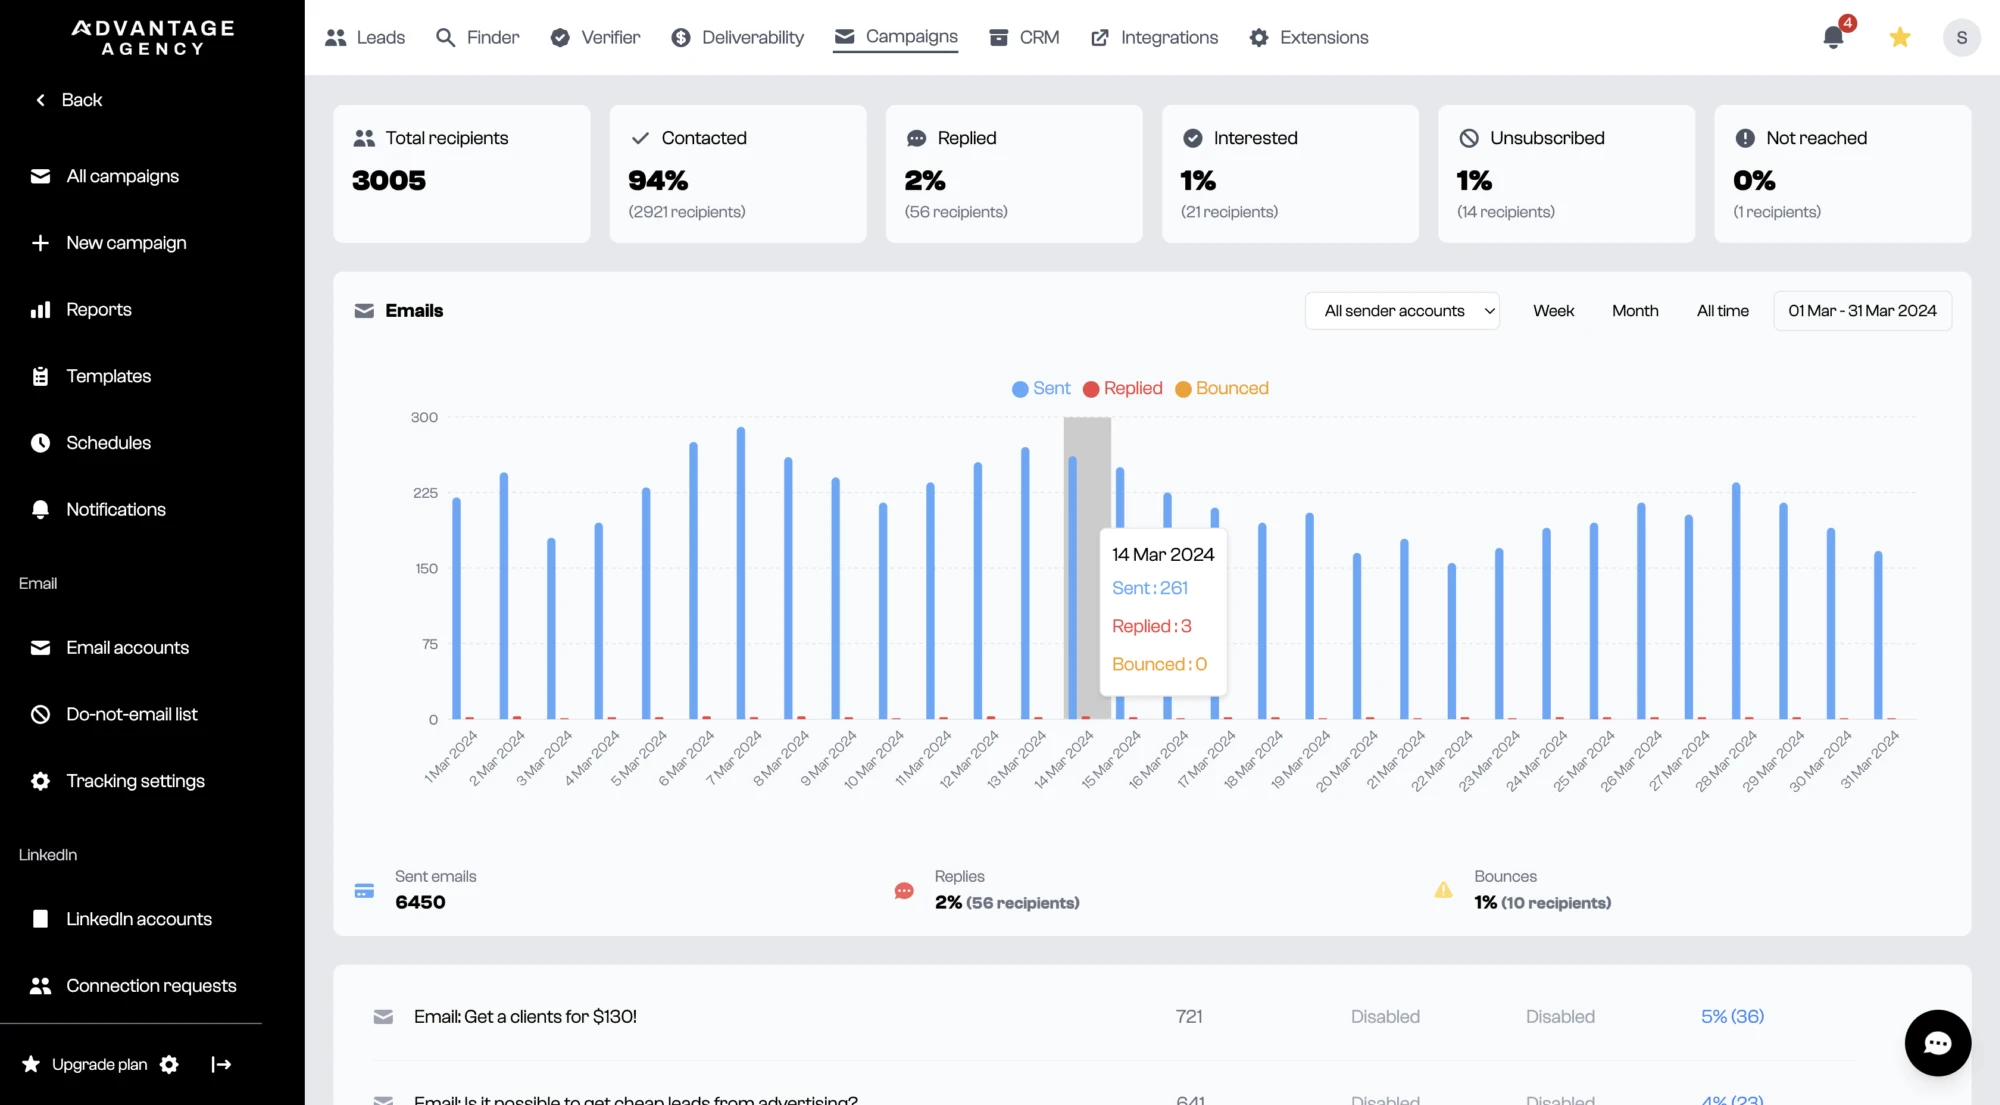 ADVANTAGE
AGENCY
Back
All campaigns
New campaign
Reports
Templates
Schedules
Notifications
Email
Email accounts
Do-not-email list
Tracking settings
LinkedIn
LinkedIn accounts
Connection requests
Upgrade plan
Leads
Finder
Verifier
Deliverability
Campaigns
CRM
Integrations
Extensions
4
S
Total recipients
3005
Contacted
94%
(2921 recipients)
Replied
2%
(56 recipients)
Interested
1%
(21 recipients)
Unsubscribed
1%
(14 recipients)
Not reached
0%
(1 recipients)
Emails
All sender accounts
Week
Month
All time
01 Mar - 31 Mar 2024
Sent
Replied
Bounced
300
225
150
75
0
14 Mar 2024
Sent : 261
Replied : 3
Bounced : 0
1 Mar 2024
2 Mar 2024
3 Mar 2024
4 Mar 2024
5 Mar 2024
6 Mar 2024
7 Mar 2024
8 Mar 2024
9 Mar 2024
10 Mar 2024
11 Mar 2024
12 Mar 2024
13 Mar 2024
14 Mar 2024
15 Mar 2024
16 Mar 2024
17 Mar 2024
18 Mar 2024
19 Mar 2024
20 Mar 2024
21 Mar 2024
22 Mar 2024
23 Mar 2024
24 Mar 2024
25 Mar 2024
26 Mar 2024
27 Mar 2024
28 Mar 2024
29 Mar 2024
30 Mar 2024
31 Mar 2024
Sent emails
6450
Replies
2% (56 recipients)
Bounces
1% (10 recipients)
Email: Get a clients for $130!
721
Disabled
Disabled
5% (36)
Email: Is it possible to get cheap leads from advertising?
641
Disabled
Disabled
4% (23)